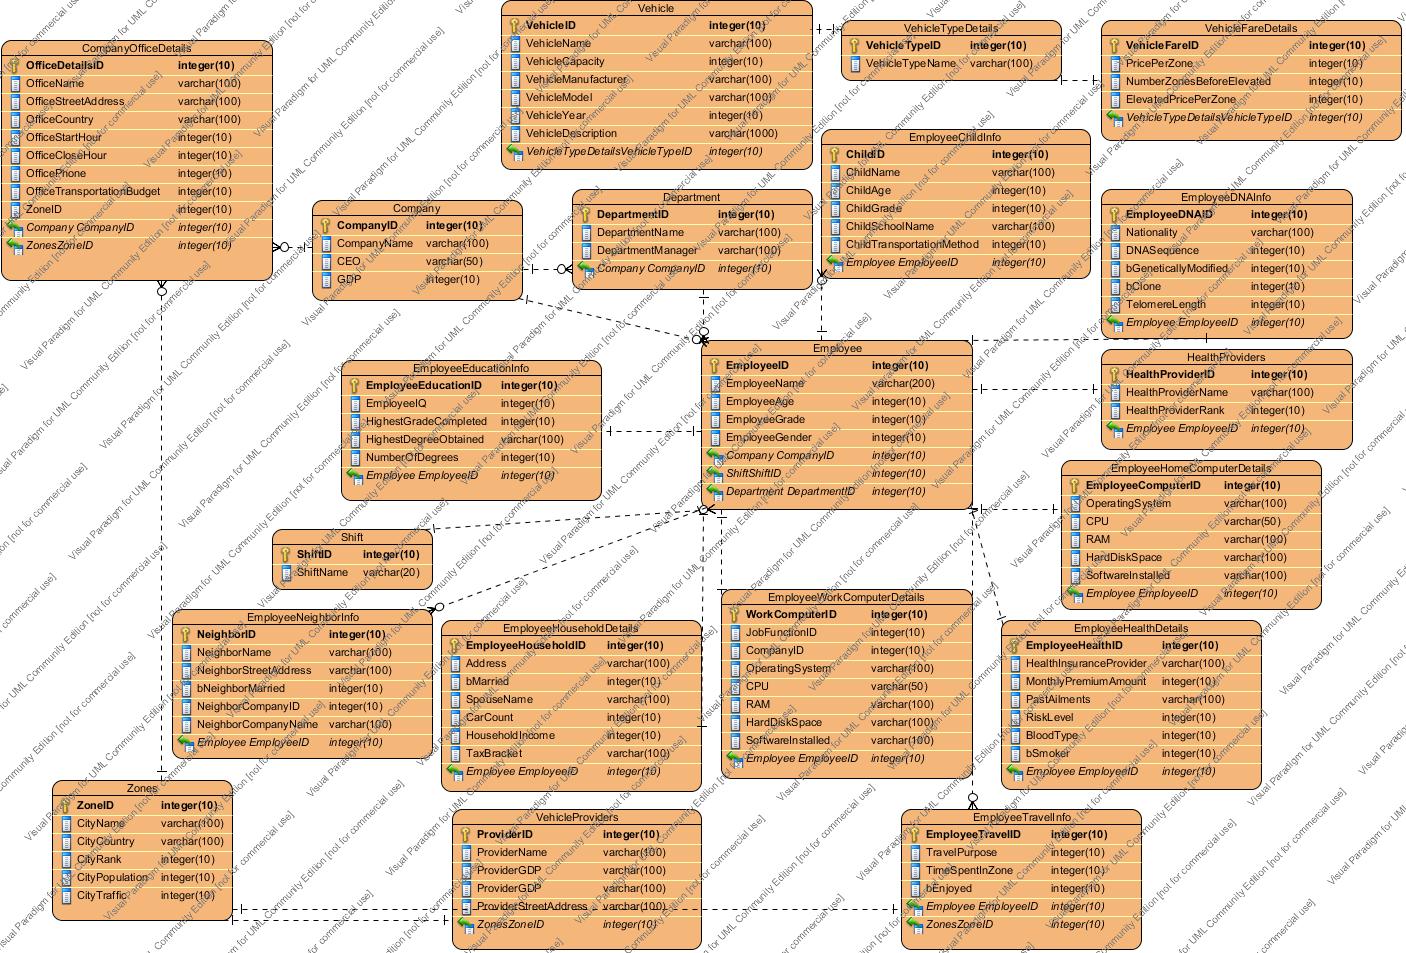 Vehicle
VehicleID integer(10)
VehicleName varchar(100)
VehicleCapacity integer(10)
VehicleManufacturer varchar(100)
VehicleModel varchar(100)
VehicleYear integer(10)
VehicleDescription varchar(1000)
VehicleTypeDetailsVehicleTypeID integer(10)
VehicleTypeDetails
VehicleTypeID integer(10)
VehicleTypeName varchar(100)
VehicleFareDetails
VehicleFareID integer(10)
PricePerZone integer(10)
NumberZonesBeforeElevated integer(10)
ElevatedPricePerZone integer(10)
VehicleTypeDetailsVehicleTypeID integer(10)
CompanyOfficeDetails
OfficeDetailsID integer(10)
OfficeName varchar(100)
OfficeStreetAddress varchar(100)
OfficeCountry varchar(100)
OfficeStartHour integer(10)
OfficeCloseHour integer(10)
OfficePhone integer(10)
OfficeTransportationBudget integer(10)
ZoneID integer(10)
Company CompanyID integer(10)
ZonesZoneID integer(10)
Company
CompanyID integer(10)
CompanyName varchar(100)
CEO varchar(50)
GDP integer(10)
Department
DepartmentID integer(10)
DepartmentName varchar(100)
DepartmentManager varchar(100)
Company CompanyID integer(10)
EmployeeChildInfo
ChildID integer(10)
ChildName varchar(100)
ChildAge integer(10)
ChildGrade integer(10)
ChildSchoolName varchar(100)
ChildTransportationMethod integer(10)
Employee EmployeeID integer(10)
EmployeeDNAInfo
EmployeeDNAID integer(10)
Nationality varchar(100)
DNASequence integer(10)
bGeneticallyModified integer(10)
bClone integer(10)
TelomereLength integer(10)
Employee EmployeeID integer(10)
Employee
EmployeeID integer(10)
EmployeeName varchar(200)
EmployeeAge integer(10)
EmployeeGrade integer(10)
EmployeeGender integer(10)
Company CompanyID integer(10)
ShiftShiftID integer(10)
Department DepartmentID integer(10)
HealthProviders
HealthProviderID integer(10)
HealthProviderName varchar(100)
HealthProviderRank integer(10)
Employee EmployeeID integer(10)
EmployeeEducationInfo
EmployeeEducationID integer(10)
EmployeeIQ integer(10)
HighestGradeCompleted integer(10)
HighestDegreeObtained varchar(100)
NumberOfDegrees integer(10)
Employee EmployeeID integer(10)
EmployeeHomeComputerDetails
EmployeeComputerID integer(10)
OperatingSystem varchar(100)
CPU varchar(50)
RAM varchar(100)
HardDiskSpace varchar(100)
SoftwareInstalled varchar(100)
Employee EmployeeID integer(10)
Shift
ShiftID integer(10)
ShiftName varchar(20)
EmployeeNeighborInfo
NeighborID integer(10)
NeighborName varchar(100)
NeighborStreetAddress varchar(100)
bNeighborMarried integer(10)
NeighborCompanyID integer(10)
NeighborCompanyName varchar(100)
Employee EmployeeID integer(10)
EmployeeHouseholdDetails
EmployeeHouseholdID integer(10)
Address varchar(100)
bMarried integer(10)
SpouseName varchar(100)
CarCount integer(10)
HouseholdIncome integer(10)
TaxBracket varchar(100)
Employee EmployeeID integer(10)
EmployeeWorkComputerDetails
WorkComputerID integer(10)
JobFunctionID integer(10)
CompanyID integer(10)
OperatingSystem varchar(100)
CPU varchar(50)
RAM varchar(100)
HardDiskSpace varchar(100)
SoftwareInstalled varchar(100)
Employee EmployeeID integer(10)
EmployeeHealthDetails
EmployeeHealthID integer(10)
HealthInsuranceProvider varchar(100)
MonthlyPremiumAmount integer(10)
PastAilments varchar(100)
RiskLevel integer(10)
BloodType integer(10)
bSmoker integer(10)
Employee EmployeeID integer(10)
Zones
ZoneID integer(10)
CityName varchar(100)
CityCountry varchar(100)
CityRank integer(10)
CityPopulation integer(10)
CityTraffic integer(10)
VehicleProviders
ProviderID integer(10)
ProviderName varchar(100)
ProviderGDP varchar(100)
ProviderGDP varchar(100)
ProviderStreetAddress varchar(100)
ZonesZoneID integer(10)
EmployeeTravelInfo
EmployeeTravelID integer(10)
TravelPurpose integer(10)
TimeSpentInZone integer(10)
bEnjoyed integer(10)
Employee EmployeeID integer(10)
ZonesZoneID integer(10)
Visual Paradigm for UML Community Edition [not for commercial use]